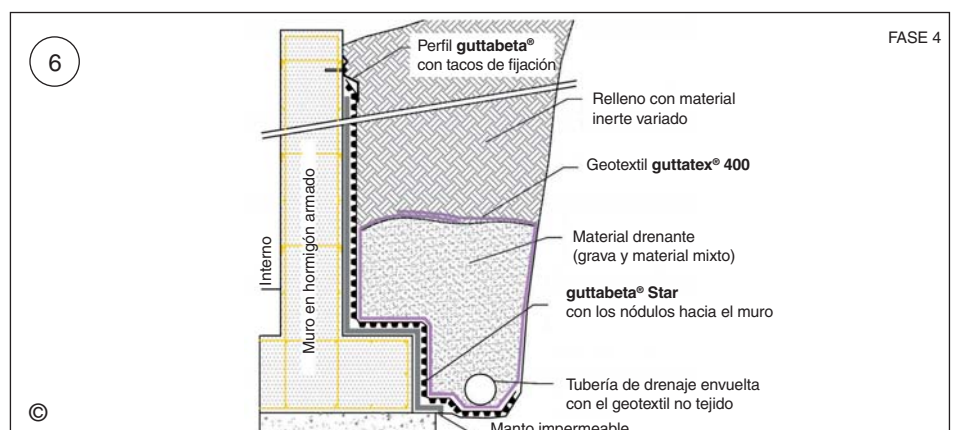 6
FASE 4
Perfil guttabeta®
con tacos de fijación
Relleno con material
inerte variado
Geotextil guttatex® 400
Muro en hormigón armado
Interno
Material drenante
(grava y material mixto)
guttabeta® Star
con los nódulos hacia el muro
Tubería de drenaje envuelta
con el geotextil no tejido
Manto impermeable
©